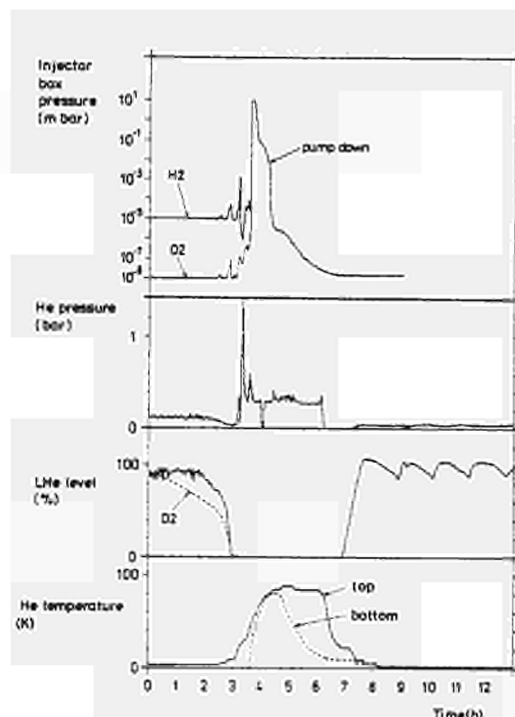 Injector
box
pressure
(m bar)
10¹
10⁻¹
10⁻³
10⁻⁵
10⁻⁷
10⁻⁸
H2
D2
pump down
He pressure
(bar)
1
0
LHe level
(%)
100
0
D2
He temperature
(K)
100
0
top
bottom
0 1 2 3 4 5 6 7 8 9 10 11 12
Time(h)